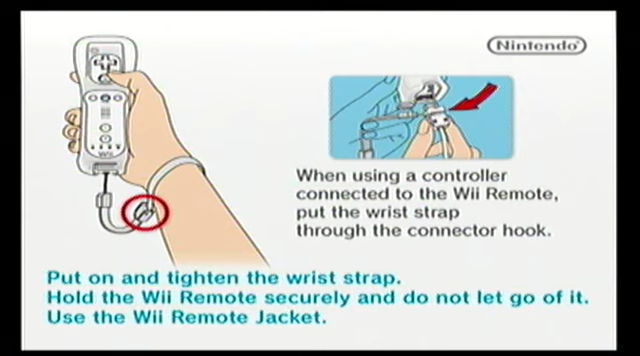 Nintendo
Wii
When using a controller
connected to the Wii Remote,
put the wrist strap
through the connector hook.
Put on and tighten the wrist strap.
Hold the Wii Remote securely and do not let go of it.
Use the Wii Remote Jacket.